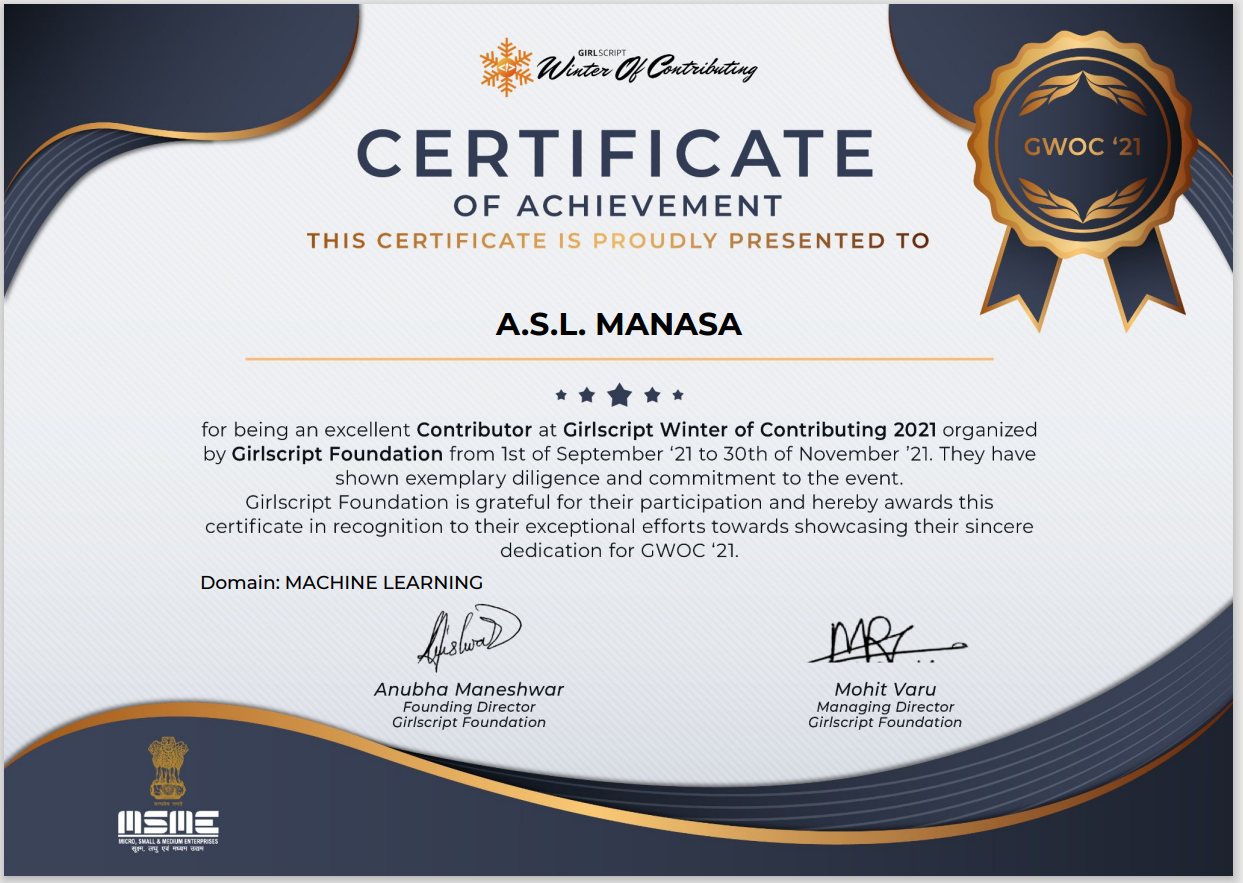 GIRLSCRIPT
Winter Of Contributing
CERTIFICATE
OF ACHIEVEMENT
THIS CERTIFICATE IS PROUDLY PRESENTED TO
GWOC ‘21
A.S.L. MANASA
for being an excellent Contributor at Girlscript Winter of Contributing 2021 organized
by Girlscript Foundation from 1st of September ‘21 to 30th of November ’21. They have
shown exemplary diligence and commitment to the event.
Girlscript Foundation is grateful for their participation and hereby awards this
certificate in recognition to their exceptional efforts towards showcasing their sincere
dedication for GWOC ‘21.
Domain: MACHINE LEARNING
Anubha Maneshwar
Founding Director
Girlscript Foundation
Mohit Varu
Managing Director
Girlscript Foundation
सत्यमेव जयते
MSME
MICRO, SMALL & MEDIUM ENTERPRISES
सूक्ष्म, लघु एवं मध्यम उद्यम